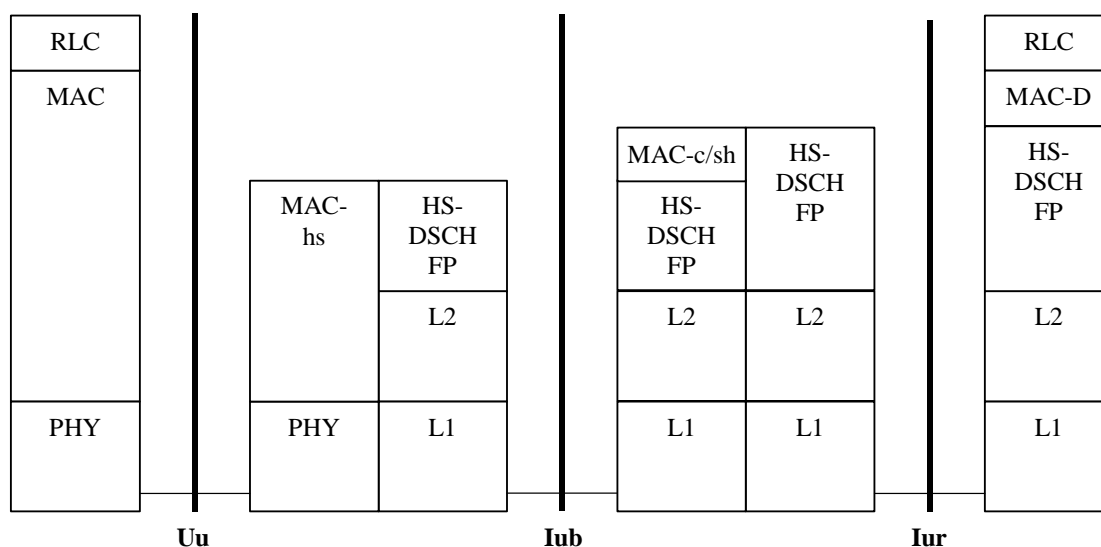 RLC
MAC
PHY
MAC-
hs
PHY
HS-
DSCH
FP
L2
L1
MAC-c/sh
HS-
DSCH
FP
L2
L1
HS-
DSCH
FP
L2
L1
RLC
MAC-D
HS-
DSCH
FP
L2
L1
Uu
Iub
Iur